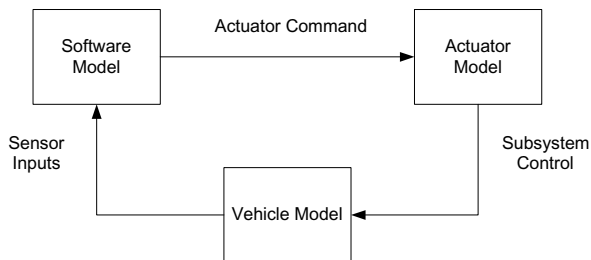 Actuator Command
Software
Model
Actuator
Model
Sensor
Inputs
Subsystem
Control
Vehicle Model